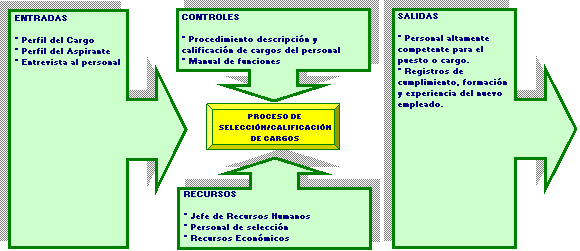 ENTRADAS
* Perfil del Cargo
* Perfil del Aspirante
* Entrevista al personal
CONTROLES
* Procedimiento descripción y
calificación de cargos del personal
* Manual de funciones
PROCESO DE
SELECCIÓN/CALIFICACIÓN
DE CARGOS
RECURSOS
* Jefe de Recursos Humanos
* Personal de selección
* Recursos Económicos
SALIDAS
* Personal altamente
competente para el
puesto o cargo.
* Registros de
cumplimiento, formación
y experiencia del nuevo
empleado.